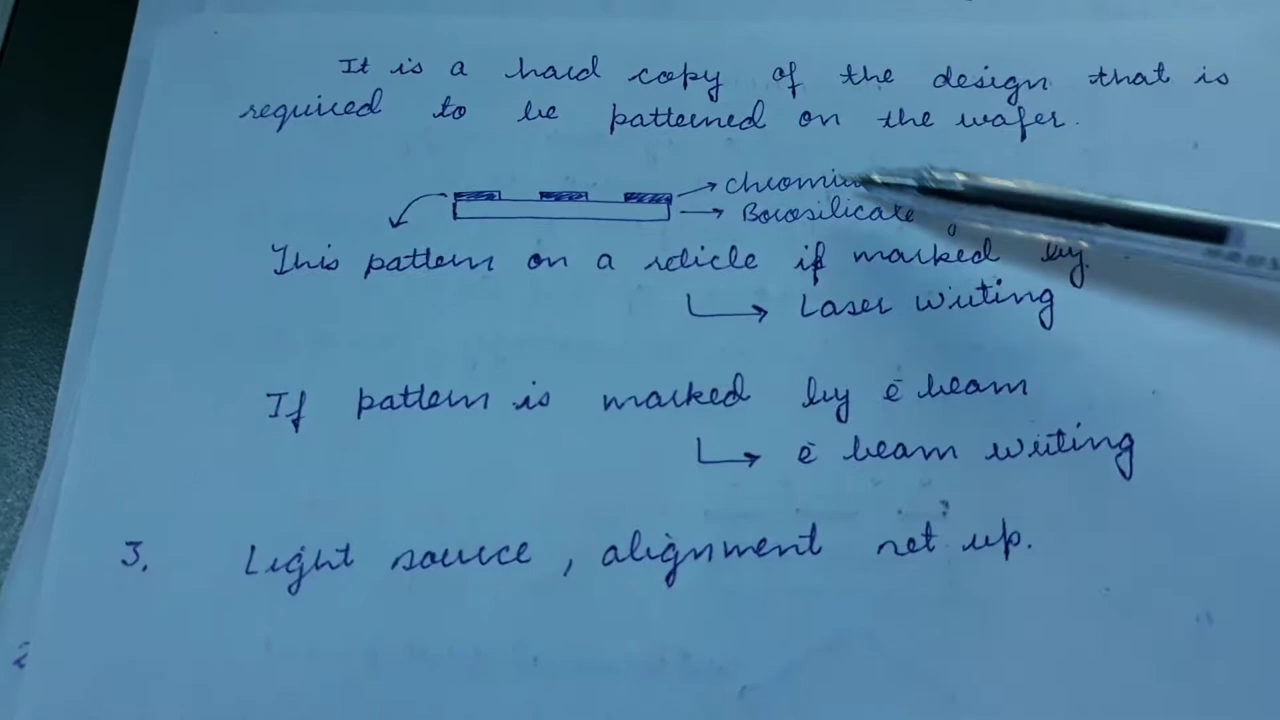 It is a hard copy of the design that is
required to be patterned on the wafer.
Borosilicate
This pattern on a reticle if marked by
Laser writing
If pattern is marked by ē beam
ē beam writing
3. Light source, alignment set up.